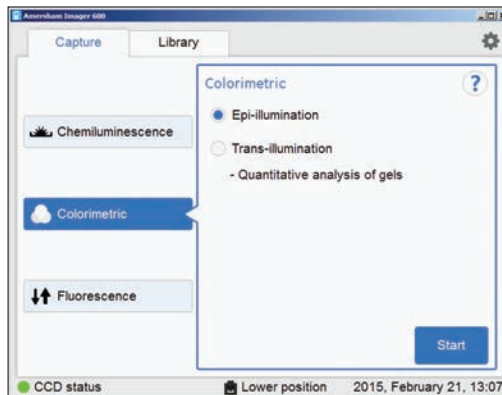 Amersham Imager 600
Capture
Library
Colorimetric
?
Epi-illumination
Trans-illumination
- Quantitative analysis of gels
Chemiluminescence
Colorimetric
Fluorescence
Start
CCD status
Lower position
2015, February 21, 13:07